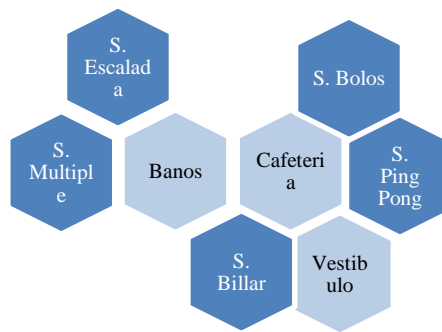 S.
Escalad
a
S. Bolos
S.
Multipl
e
Banos
Cafeteri
a
S.
Ping
Pong
S.
Billar
Vestib
ulo